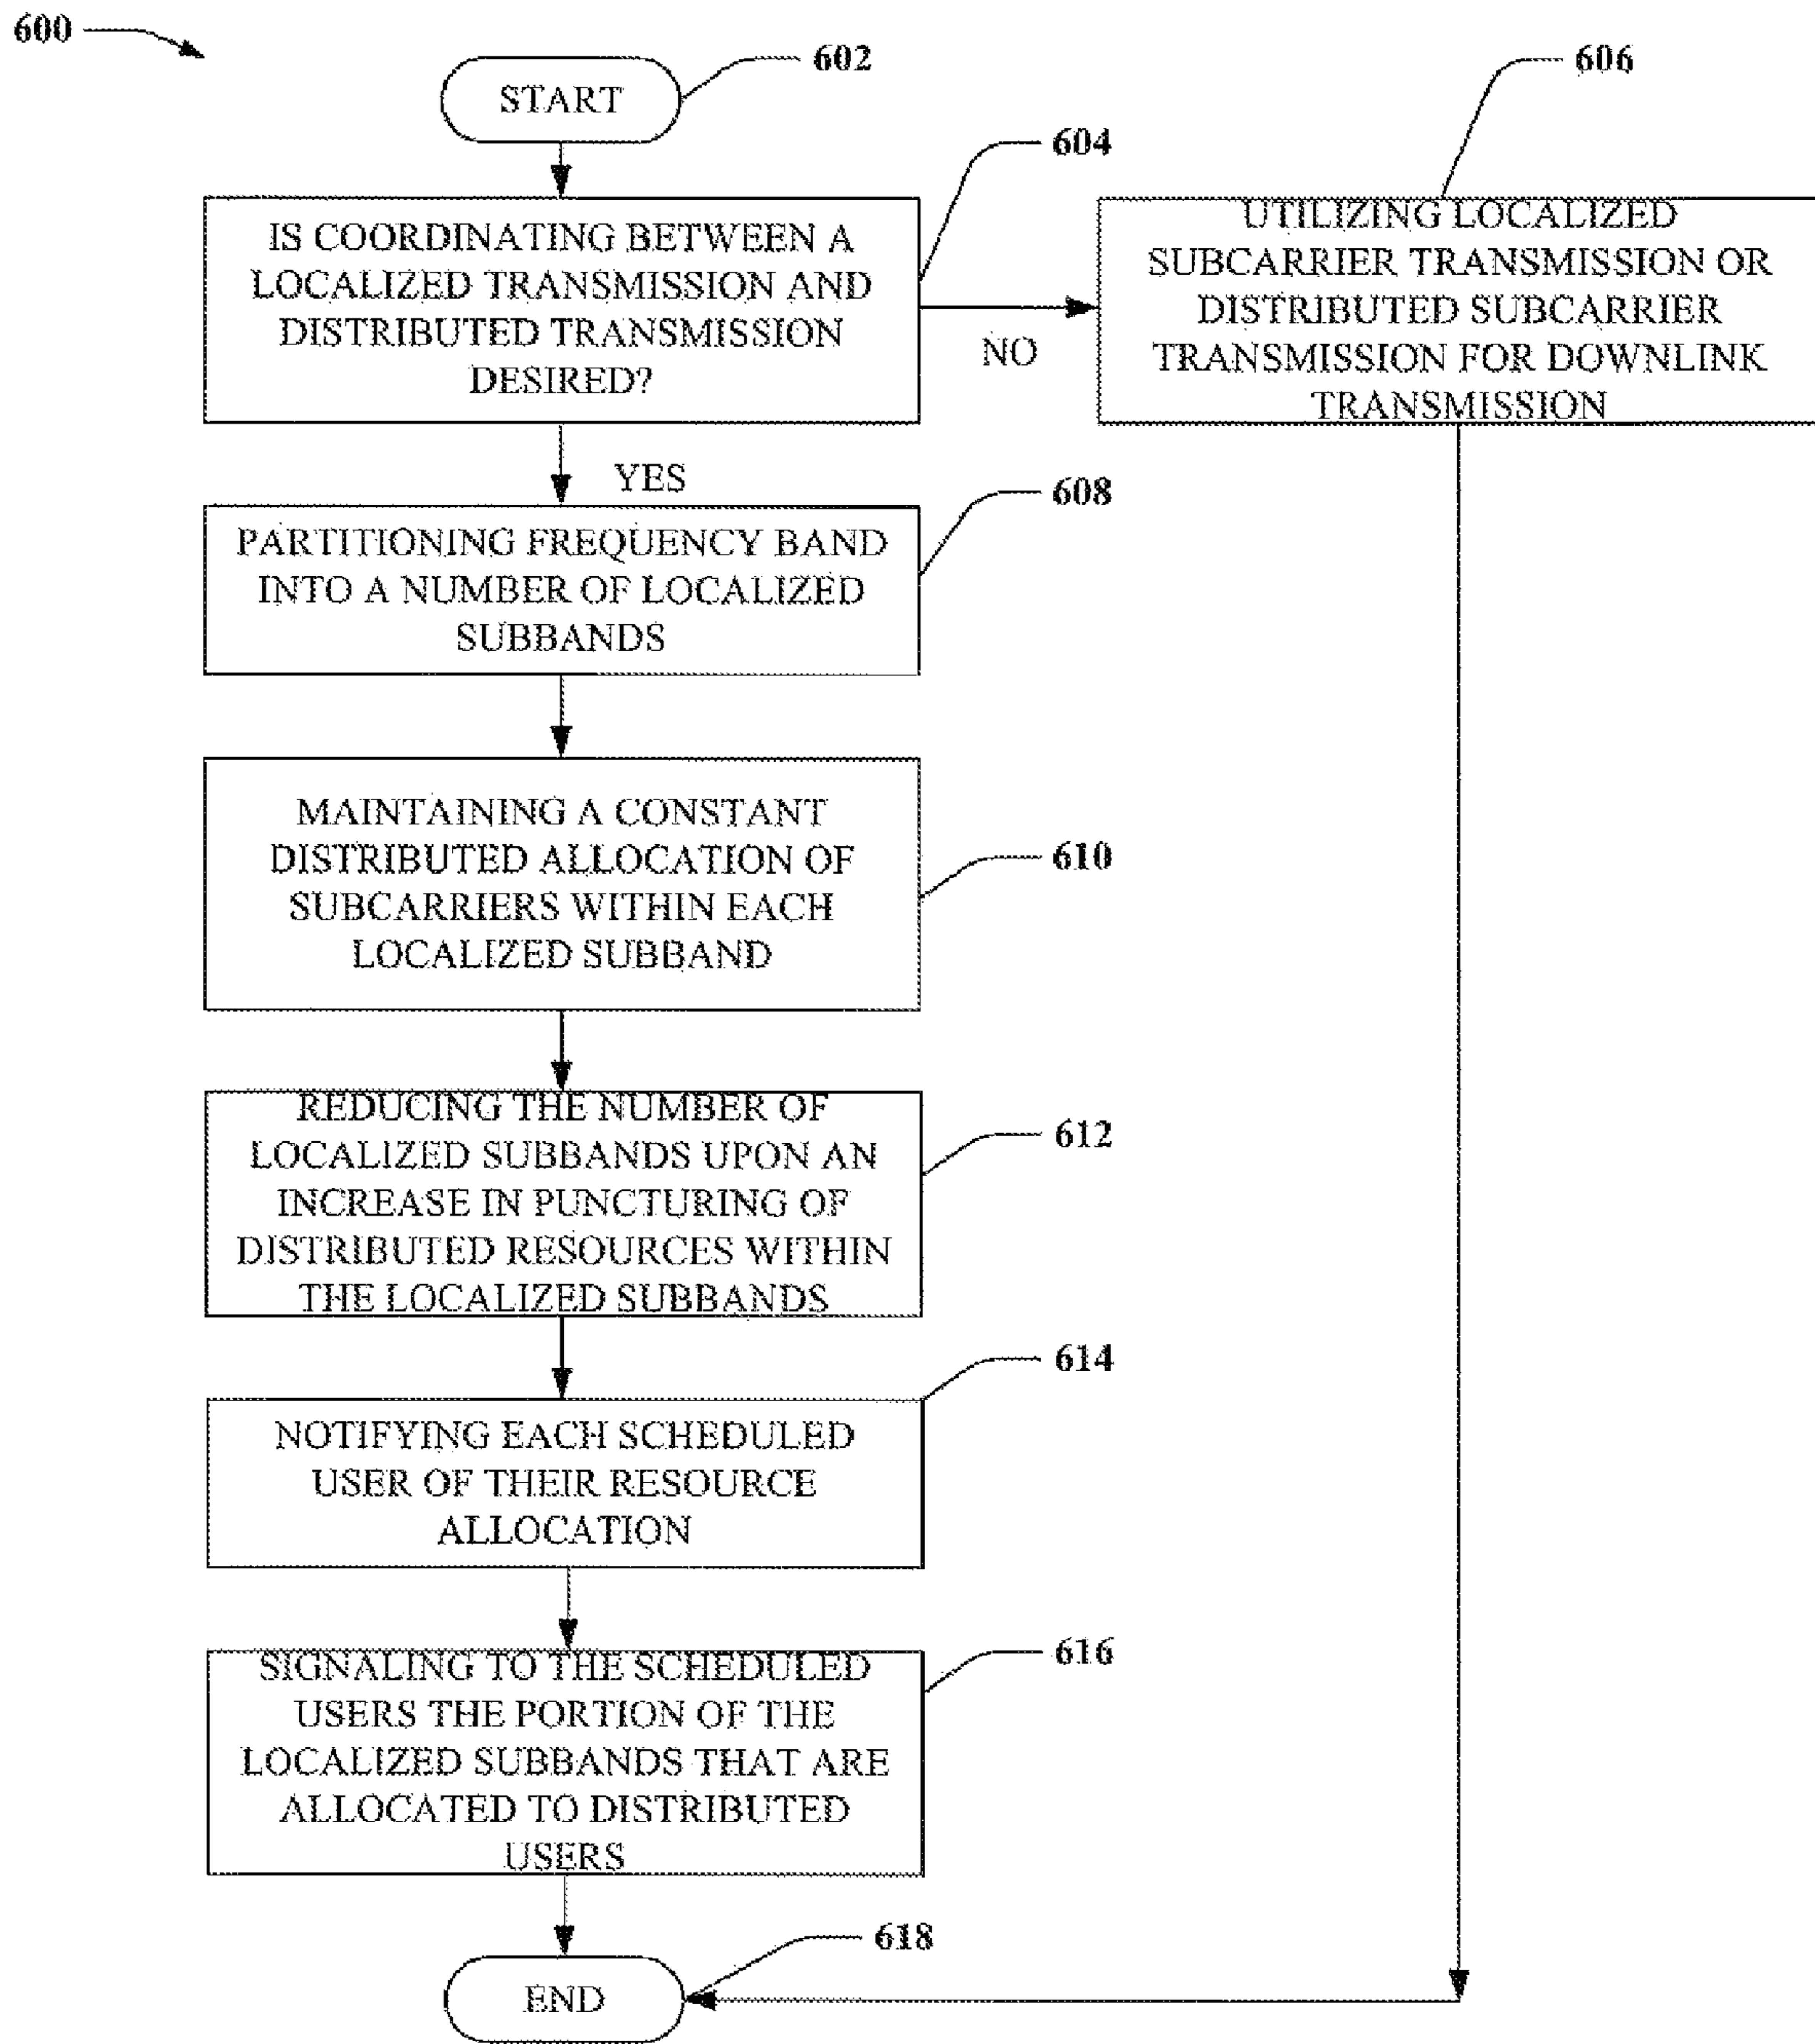 600
602
START
604
IS COORDINATING BETWEEN A
LOCALIZED TRANSMISSION AND
DISTRIBUTED TRANSMISSION
DESIRED?
NO
606
UTILIZING LOCALIZED
SUBCARRIER TRANSMISSION OR
DISTRIBUTED SUBCARRIER
TRANSMISSION FOR DOWNLINK
TRANSMISSION
YES
608
PARTITIONING FREQUENCY BAND
INTO A NUMBER OF LOCALIZED
SUBBANDS
610
MAINTAINING A CONSTANT
DISTRIBUTED ALLOCATION OF
SUBCARRIERS WITHIN EACH
LOCALIZED SUBBAND
612
REDUCING THE NUMBER OF
LOCALIZED SUBBANDS UPON AN
INCREASE IN PUNCTURING OF
DISTRIBUTED RESOURCES WITHIN
THE LOCALIZED SUBBANDS
614
NOTIFYING EACH SCHEDULED
USER OF THEIR RESOURCE
ALLOCATION
616
SIGNALING TO THE SCHEDULED
USERS THE PORTION OF THE
LOCALIZED SUBBANDS THAT ARE
ALLOCATED TO DISTRIBUTED
USERS
618
END